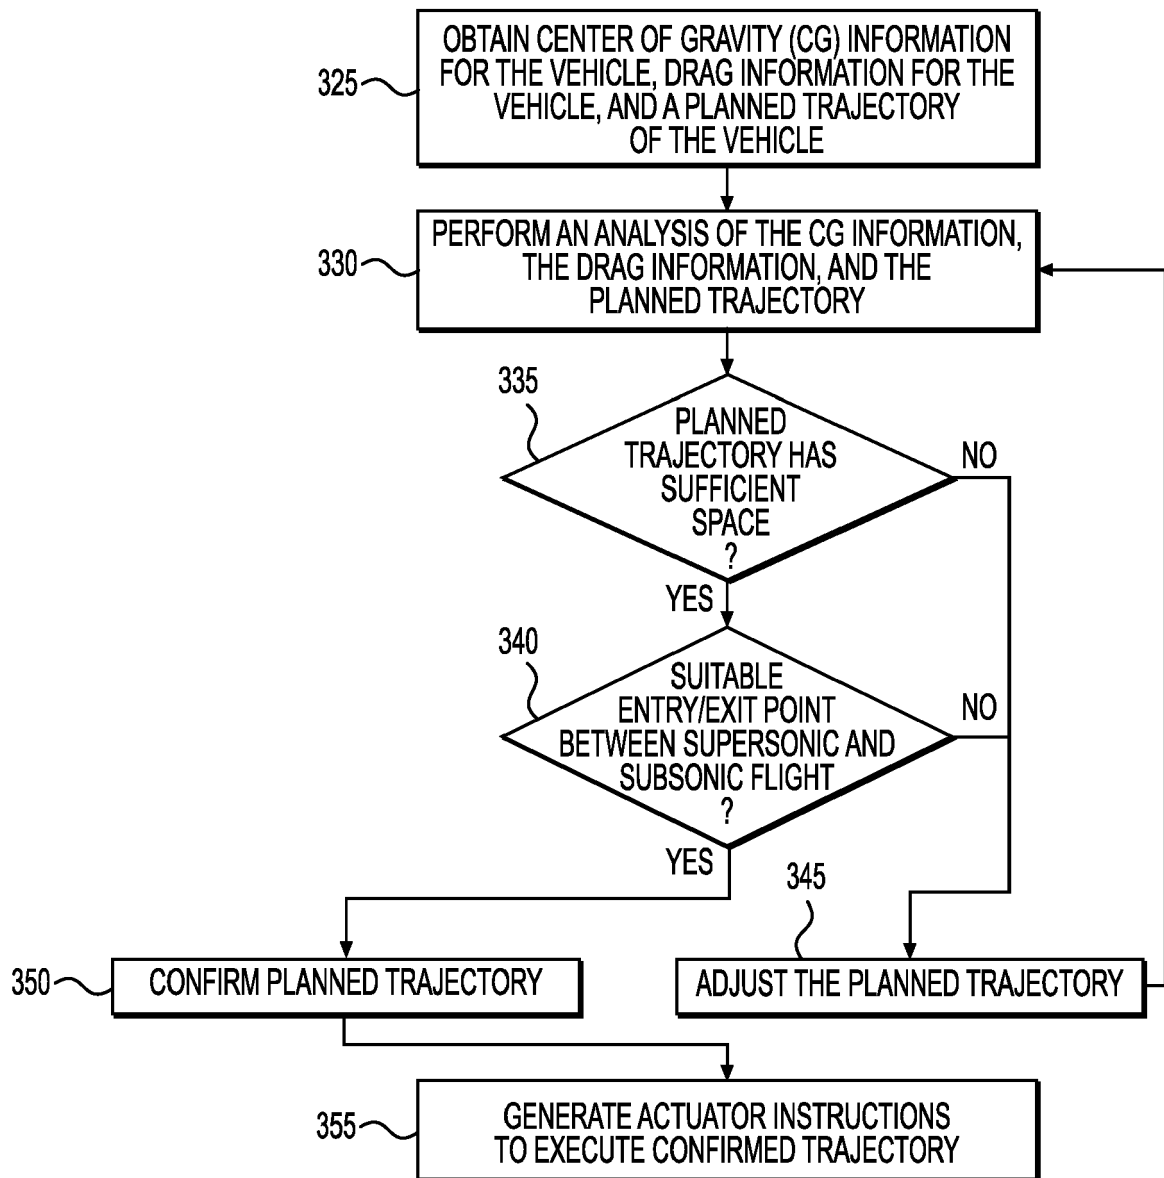 OBTAIN CENTER OF GRAVITY (CG) INFORMATION
FOR THE VEHICLE, DRAG INFORMATION FOR THE
VEHICLE, AND A PLANNED TRAJECTORY
OF THE VEHICLE
325
PERFORM AN ANALYSIS OF THE CG INFORMATION,
THE DRAG INFORMATION, AND THE
PLANNED TRAJECTORY
330
335
PLANNED
TRAJECTORY HAS
SUFFICIENT
SPACE
?
NO
YES
340
SUITABLE
ENTRY/EXIT POINT
BETWEEN SUPERSONIC AND
SUBSONIC FLIGHT
?
NO
YES
345
350
CONFIRM PLANNED TRAJECTORY
ADJUST THE PLANNED TRAJECTORY
355
GENERATE ACTUATOR INSTRUCTIONS
TO EXECUTE CONFIRMED TRAJECTORY